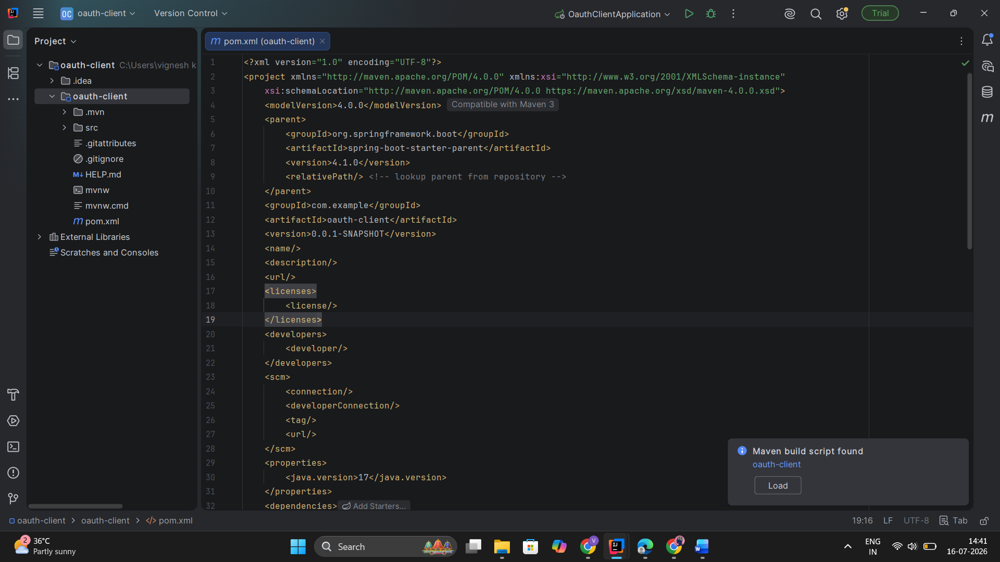 OC oauth-client
Version Control
OauthClientApplication
Trial
Project
pom.xml (oauth-client)
oauth-client C:\Users\vignesh k
.idea
oauth-client
.mvn
src
.gitattributes
.gitignore
M↓ HELP.md
mvnw
mvnw.cmd
m pom.xml
External Libraries
Scratches and Consoles
1 <?xml version="1.0" encoding="UTF-8"?>
2 <project xmlns="http://maven.apache.org/POM/4.0.0" xmlns:xsi="http://www.w3.org/2001/XMLSchema-instance"
3 xsi:schemaLocation="http://maven.apache.org/POM/4.0.0 https://maven.apache.org/xsd/maven-4.0.0.xsd">
4 <modelVersion>4.0.0</modelVersion> Compatible with Maven 3
5 <parent>
6 <groupId>org.springframework.boot</groupId>
7 <artifactId>spring-boot-starter-parent</artifactId>
8 <version>4.1.0</version>
9 <relativePath/> <!-- lookup parent from repository -->
10 </parent>
11 <groupId>com.example</groupId>
12 <artifactId>oauth-client</artifactId>
13 <version>0.0.1-SNAPSHOT</version>
14 <name/>
15 <description/>
16 <url/>
17 <licenses>
18 <license/>
19 </licenses>
20 <developers>
21 <developer/>
22 </developers>
23 <scm>
24 <connection/>
25 <developerConnection/>
26 <tag/>
27 <url/>
28 </scm>
29 <properties>
30 <java.version>17</java.version>
31 </properties>
32 <dependencies> Add Starters...
Maven build script found
oauth-client
Load
oauth-client > oauth-client > </> pom.xml
19:16 LF UTF-8 Tab
2
36°C
Partly sunny
Search
V
ENG
IN
14:41
16-07-2026